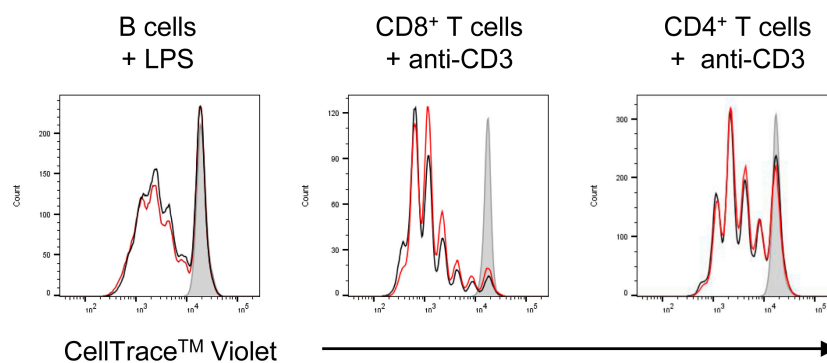 B cells
+ LPS
CD8⁺ T cells
+ anti-CD3
CD4⁺ T cells
+ anti-CD3
Count
200
150
100
50
0
10²
10³
10⁴
10⁵
Count
120
90
60
30
0
10²
10³
10⁴
10⁵
Count
300
200
100
0
10²
10³
10⁴
10⁵
CellTrace™ Violet